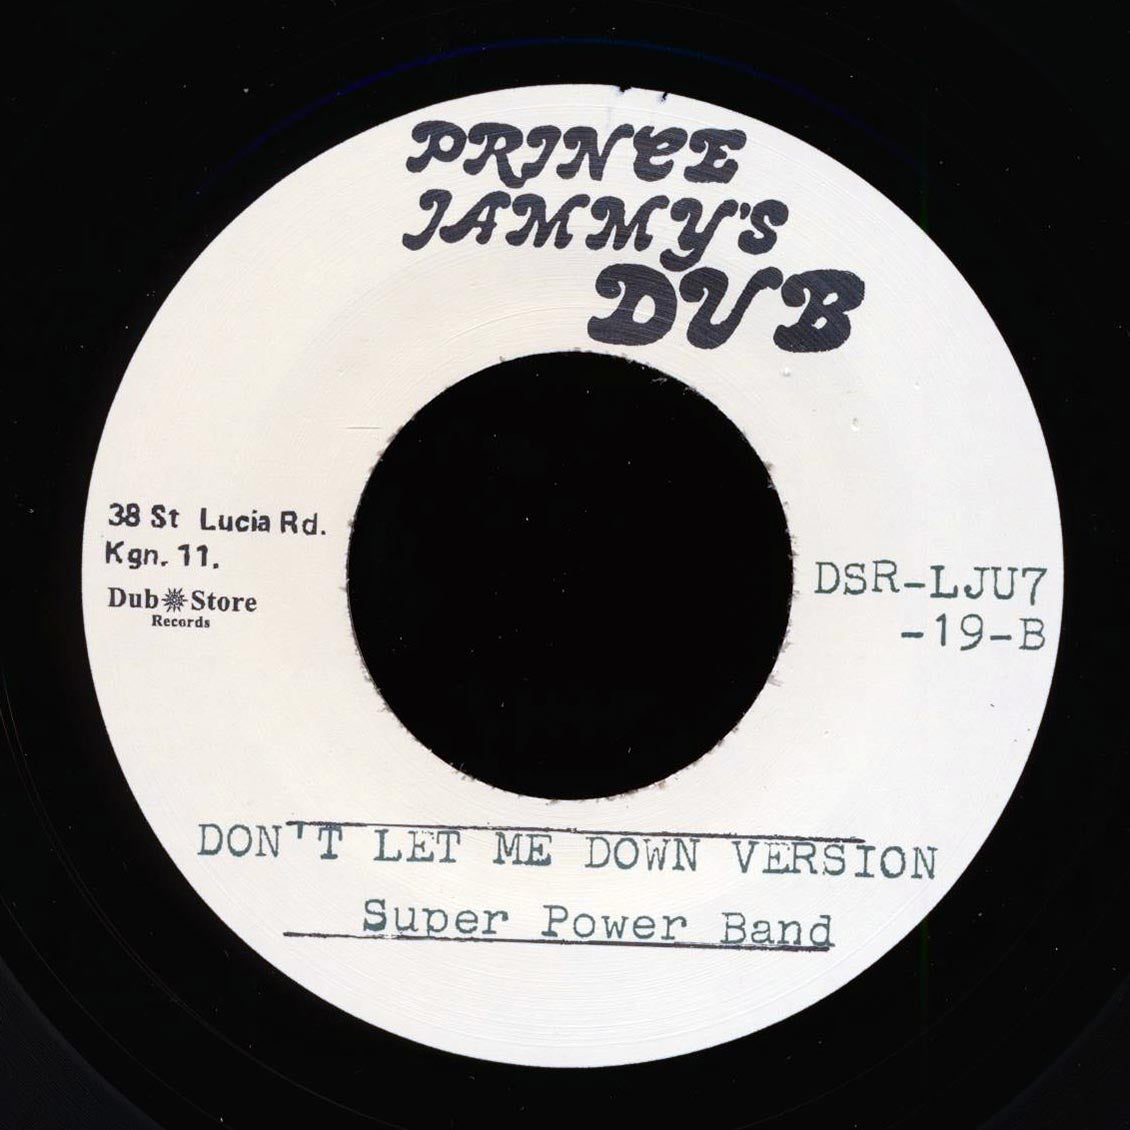 PRINCE
JAMMY'S
DUB
38 St Lucia Rd.
Kgn. 11.
Dub Store
Records
DSR-LJU7
-19-B
DON'T LET ME DOWN VERSION
Super Power Band